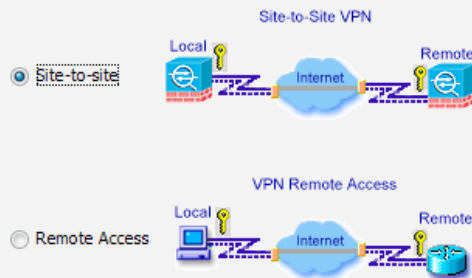 Site-to-Site VPN
Local
Remote
Site-to-site
Internet
VPN Remote Access
Local
Remote
Remote Access
Internet